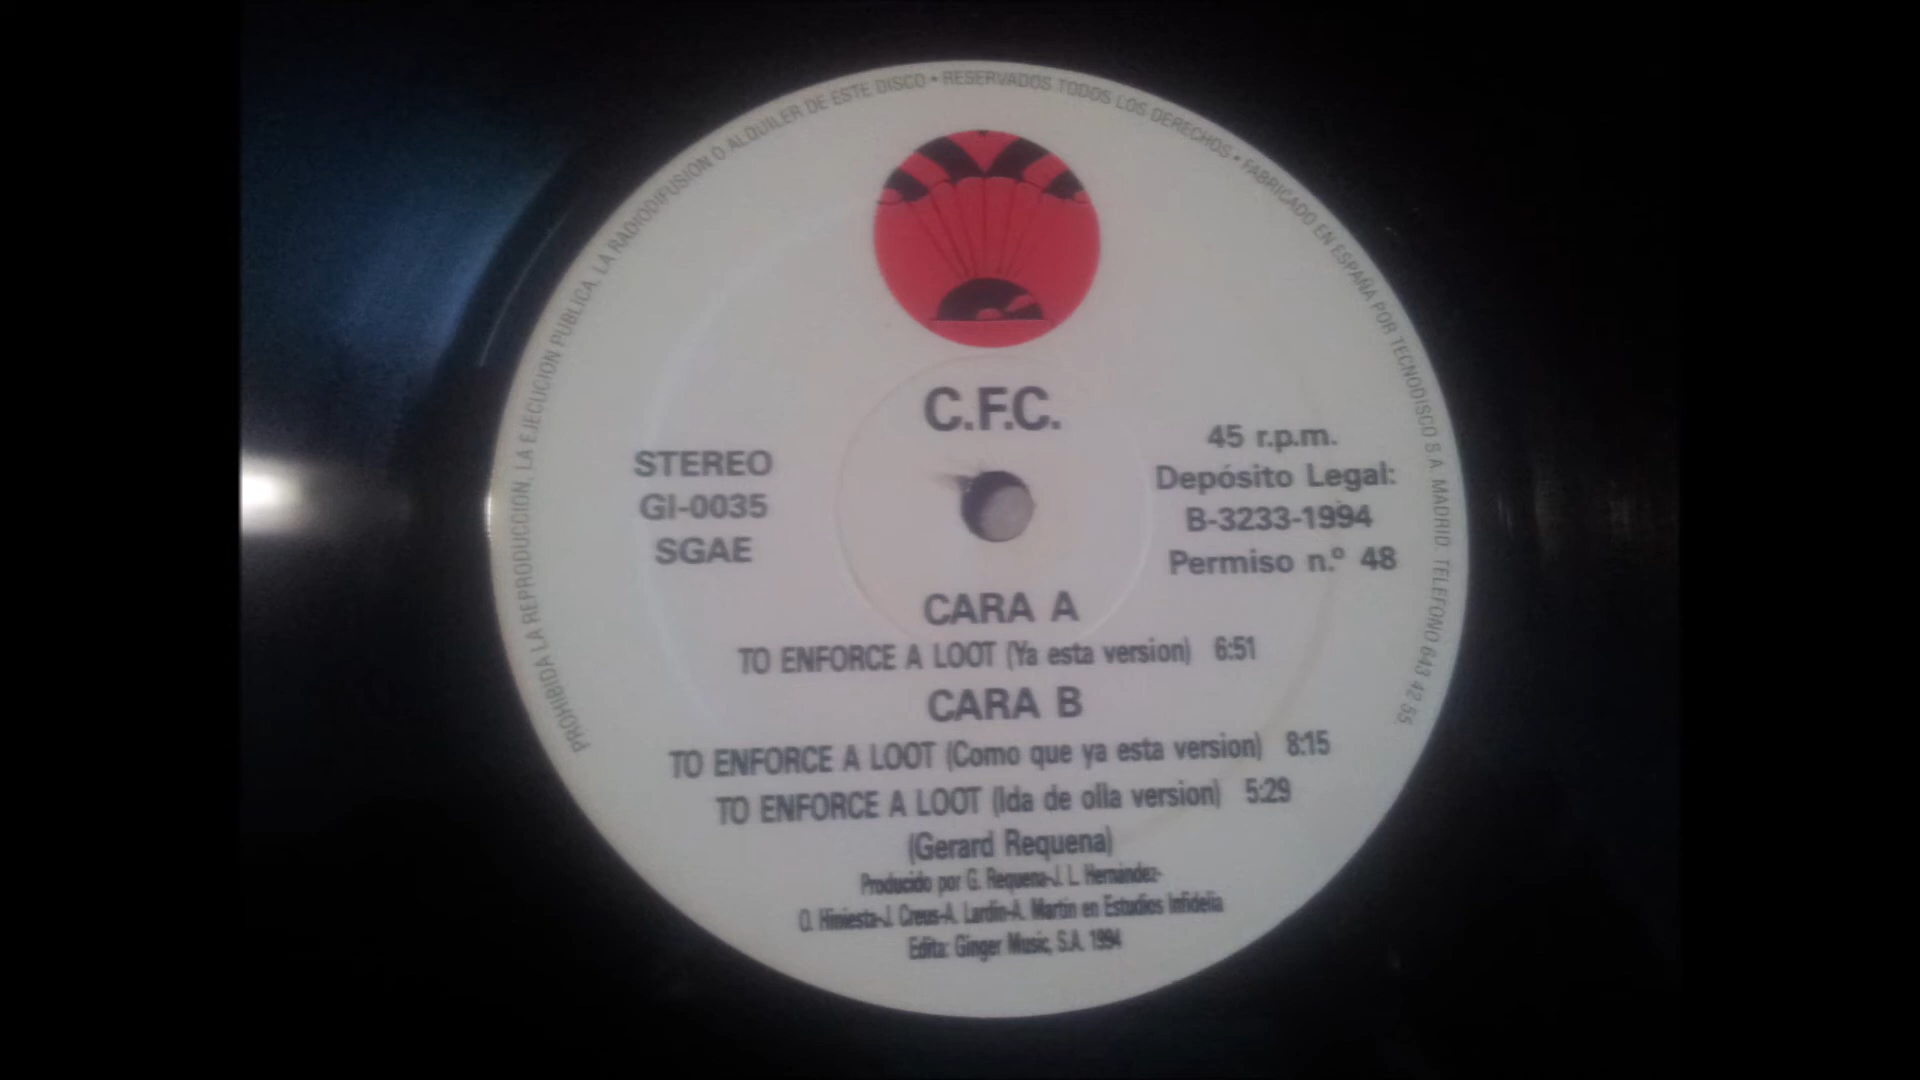 PROHIBIDA LA REPRODUCCION, LA EJECUCION PUBLICA, LA RADIODIFUSION O ALQUILER DE ESTE DISCO • RESERVADOS TODOS LOS DERECHOS • FABRICADO EN ESPAÑA POR TECNODISCO S.A. MADRID. TELEFONO 643 42 55
C.F.C.
STEREO
GI-0035
SGAE
45 r.p.m.
Depósito Legal:
B-3233-1994
Permiso n.º 48
CARA A
TO ENFORCE A LOOT (Ya esta version) 6:51
CARA B
TO ENFORCE A LOOT (Como que ya esta version) 8:15
TO ENFORCE A LOOT (Ida de olla version) 5:29
(Gerard Requena)
Producido por G. Requena-J. L. Hernández-
O. Hiniesta-J. Creus-A. Lardin-A. Martin en Estudios Infidelia
Edita: Ginger Music, S.A. 1994